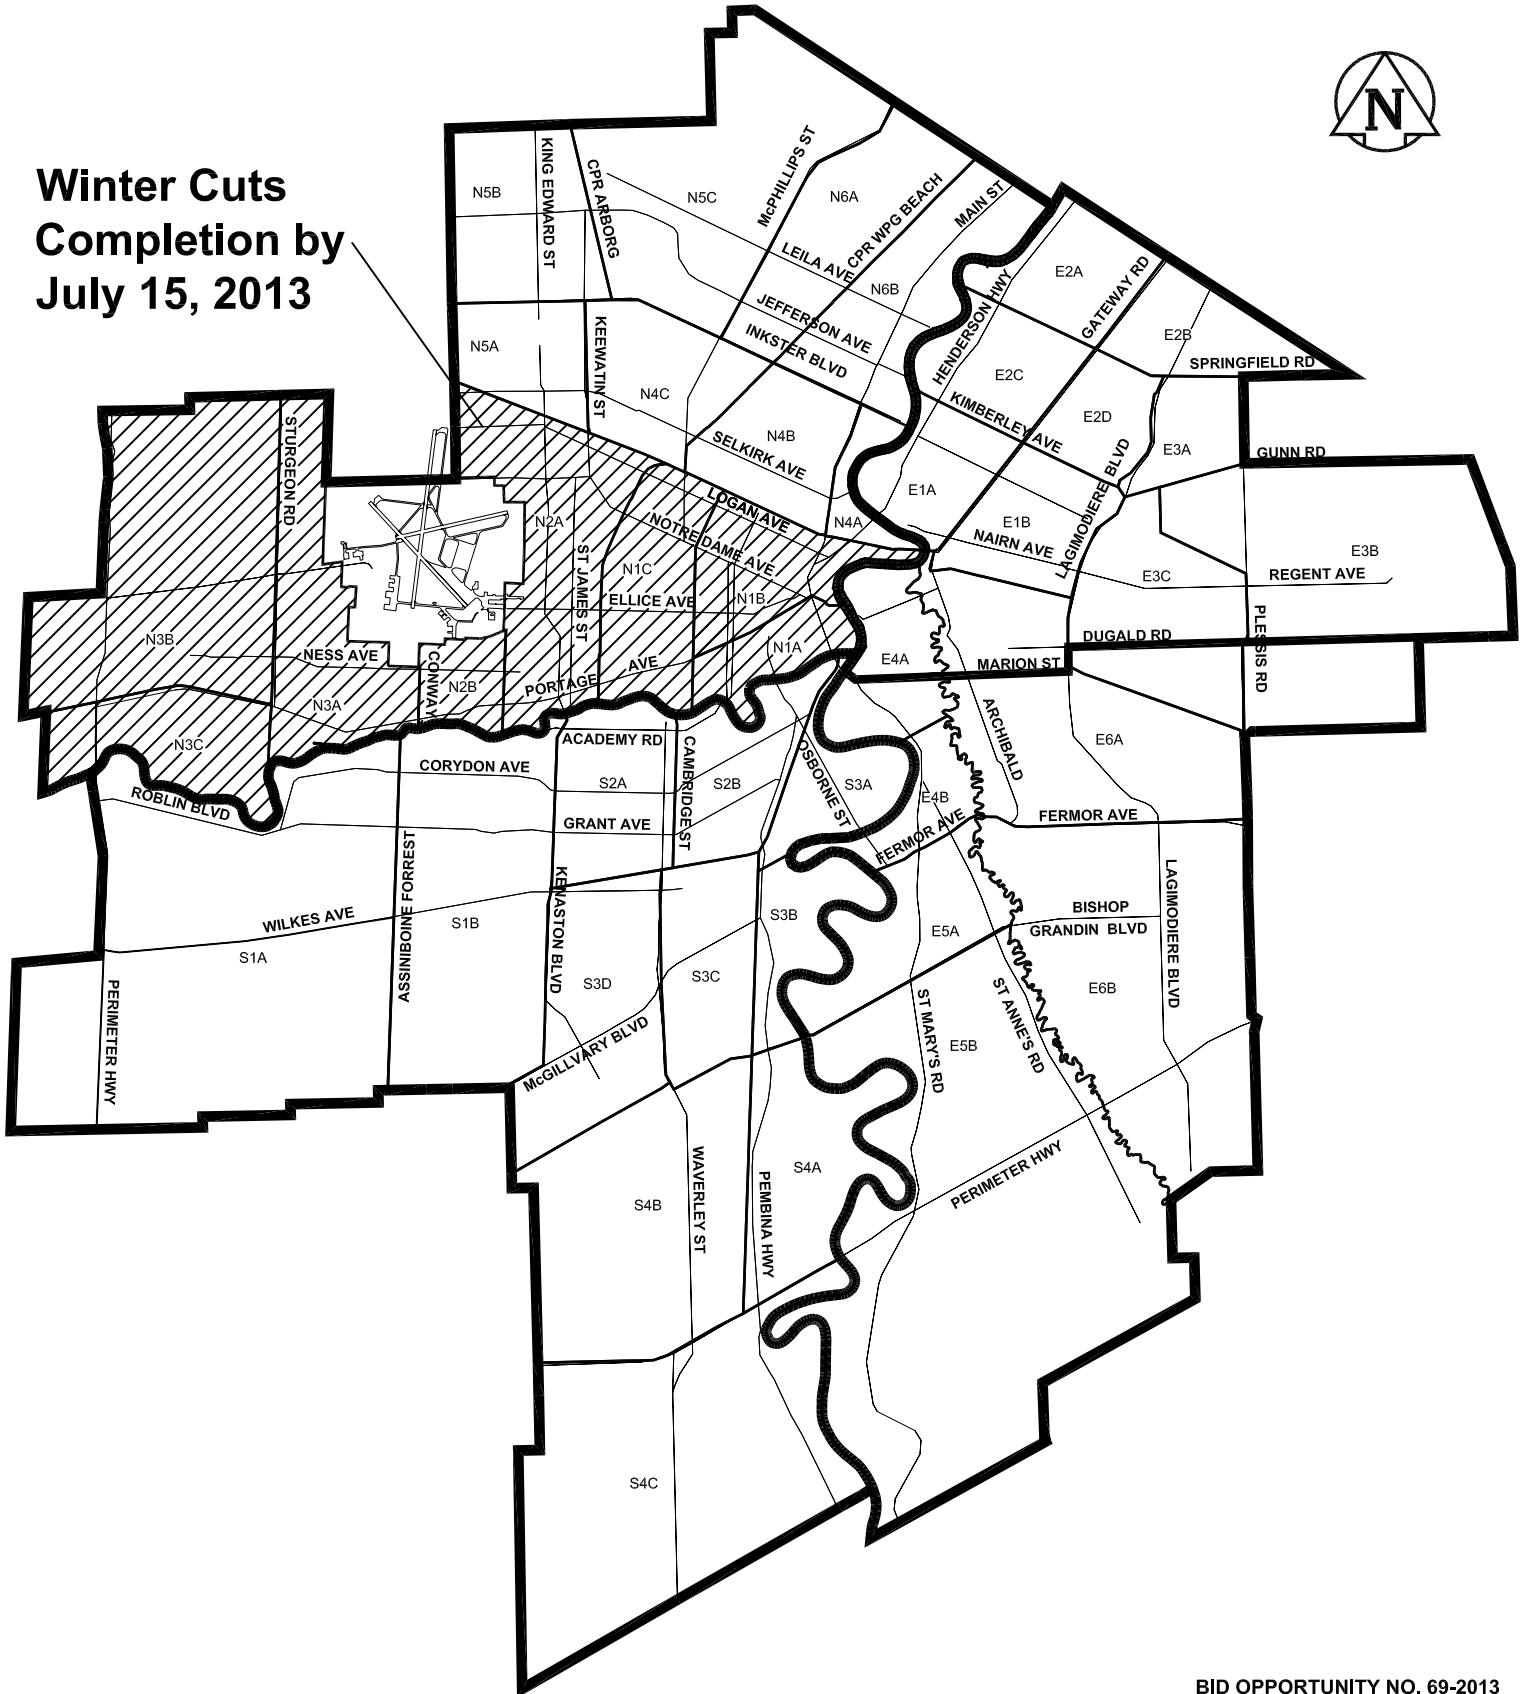 Winter Cuts
Completion by
July 15, 2013
N
N5B
KING EDWARD ST
CPR ARBORG
N5C
McPHILLIPS ST
N6A
CPR WPG BEACH
MAIN ST
LEILA AVE
N6B
JEFFERSON AVE
INKSTER BLVD
HENDERSON HWY
E2A
GATEWAY RD
E2B
SPRINGFIELD RD
N5A
KEEWATIN ST
N4C
N4B
SELKIRK AVE
E2C
KIMBERLEY AVE
E2D
LAGIMODIERE BLVD
E3A
GUNN RD
STURGEON RD
LOGAN AVE
NOTRE DAME AVE
N4A
E1A
E1B
NAIRN AVE
E3C
E3B
REGENT AVE
N2A
ST JAMES ST
N1C
ELLICE AVE
N1B
N3B
NESS AVE
CONWAY
N2B
PORTAGE AVE
N1A
E4A
MARION ST
DUGALD RD
PLESSIS RD
N3A
N3C
ACADEMY RD
CORYDON AVE
CAMBRIDGE ST
S2A
S2B
OSBORNE ST
S3A
ARCHIBALD
E6A
E4B
ROBLIN BLVD
GRANT AVE
FERMOR AVE
FERMOR AVE
ASSINIBOINE FORREST
KENASTON BLVD
WILKES AVE
S1B
S1A
S3B
E5A
BISHOP
GRANDIN BLVD
LAGIMODIERE BLVD
S3D
S3C
PERIMETER HWY
McGILLVARY BLVD
ST MARY'S RD
E5B
ST ANNE'S RD
E6B
S4B
WAVERLEY ST
PEMBINA HWY
S4A
PERIMETER HWY
S4C
BID OPPORTUNITY NO. 69-2013